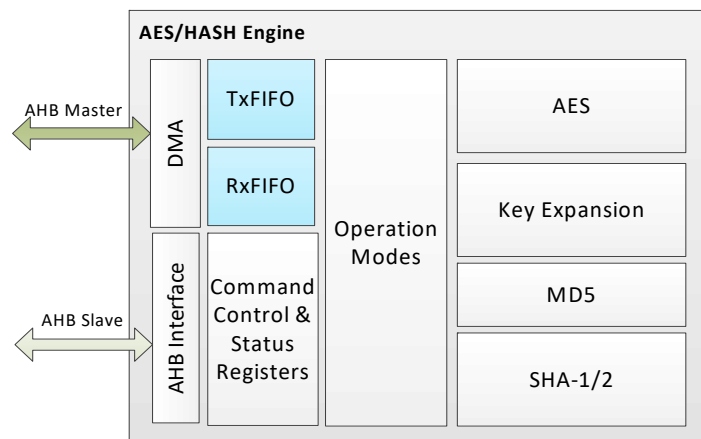 AES/HASH Engine
AHB Master
DMA
TxFIFO
RxFIFO
AHB Slave
AHB Interface
Command
Control &
Status
Registers
Operation
Modes
AES
Key Expansion
MD5
SHA-1/2